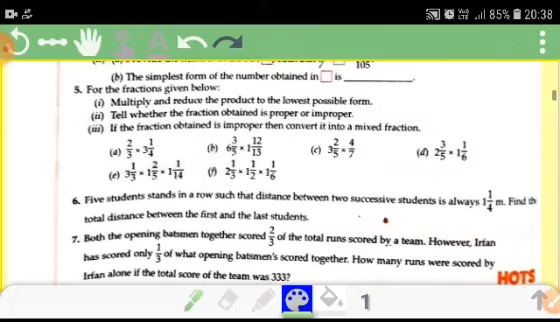 85% 20:38
7 105
(b) The simplest form of the number obtained in □ is ________.
5. For the fractions given below:
(i) Multiply and reduce the product to the lowest possible form.
(ii) Tell whether the fraction obtained is proper or improper.
(iii) If the fraction obtained is improper then convert it into a mixed fraction.
(a) 2/3 × 3 1/4 (b) 6 3/5 × 1 12/13 (c) 3 2/5 × 4/7 (d) 2 3/5 × 1 1/6
(e) 3 1/3 × 1 2/5 × 1 1/14 (f) 2 1/3 × 1 1/2 × 1 1/6
6. Five students stands in a row such that distance between two successive students is always 1 1/4 m. Find th
total distance between the first and the last students.
7. Both the opening batsmen together scored 2/3 of the total runs scored by a team. However, Irfan
has scored only 1/3 of what opening batsmen's scored together. How many runs were scored by
Irfan alone if the total score of the team was 333?
HOTS
1